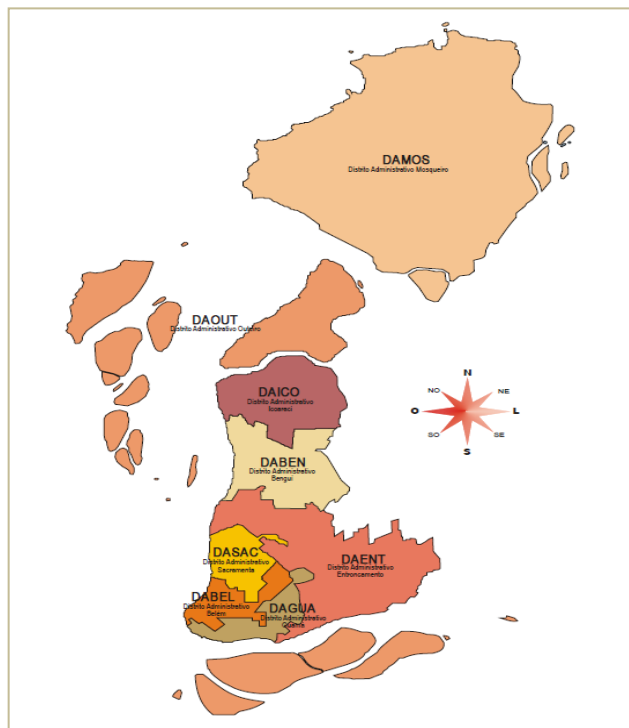 DAMOS
Distrito Administrativo Mosqueiro
DAOUT
Distrito Administrativo Outeiro
DAICO
Distrito Administrativo
Icoaraci
N
NO
NE
O
L
SO
SE
S
DABEN
Distrito Administrativo
Bengui
DASAC
Distrito Administrativo
Sacramenta
DAENT
Distrito Administrativo
Entroncamento
DABEL
Distrito Administrativo
Belém
DAGUA
Distrito Administrativo
Guamá